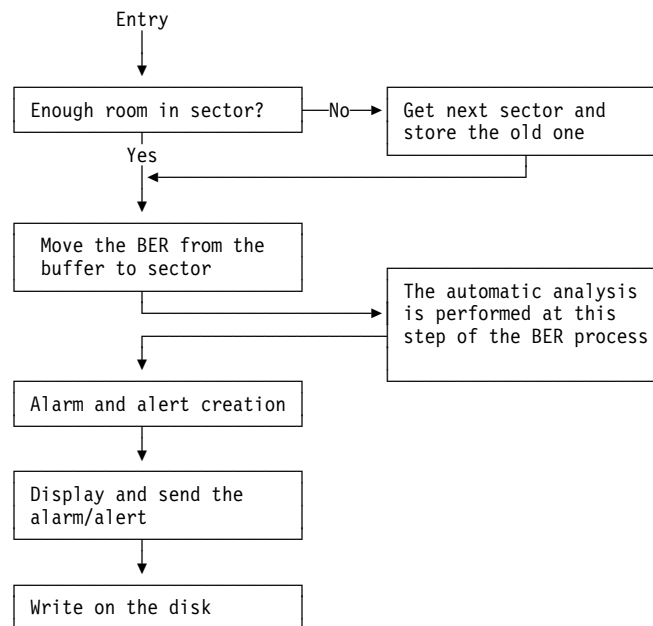 Entry
Enough room in sector?
No
Get next sector and
store the old one
Yes
Move the BER from the
buffer to sector
The automatic analysis
is performed at this
step of the BER process
Alarm and alert creation
Display and send the
alarm/alert
Write on the disk